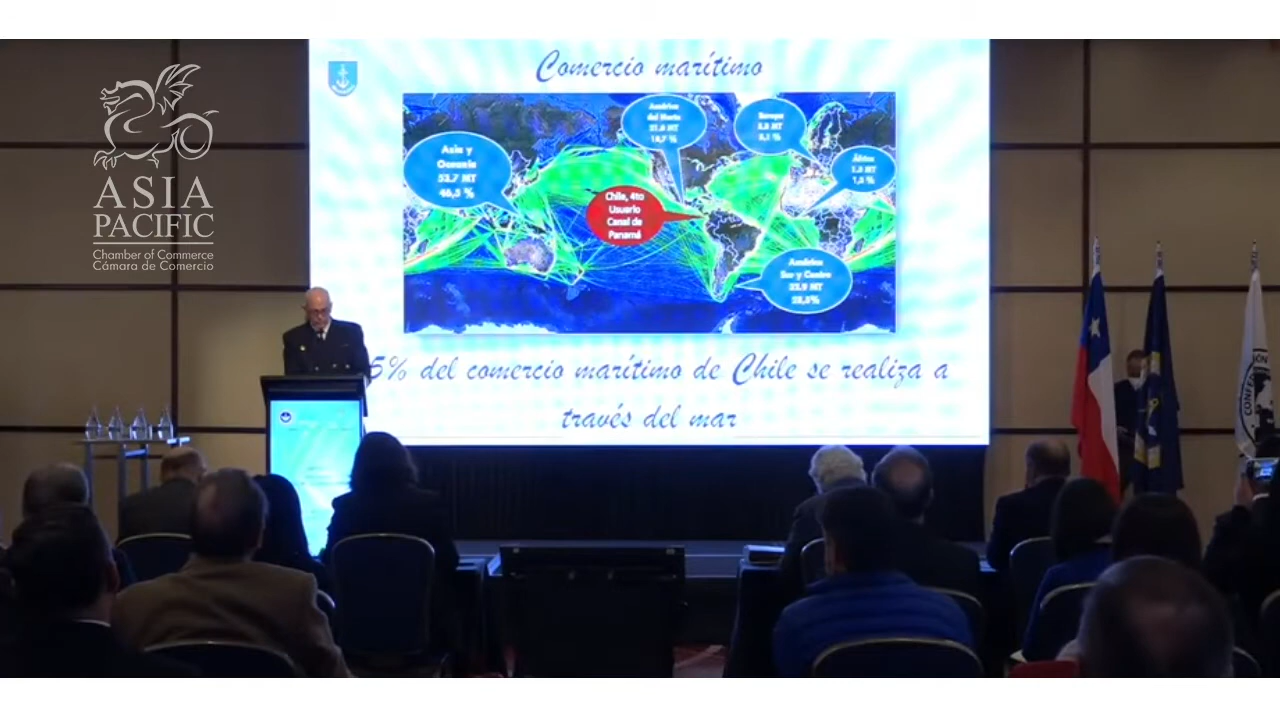 ASIA
PACIFIC
Chamber of Commerce
Cámara de Comercio
Comercio marítimo
Asia y
Oceanía
53.7 MT
46,5 %
América
del Norte
Europa
África
Chile, 4to
Usuario
Canal de
Panamá
América
Sur y Centro
5% del comercio marítimo de Chile se realiza a
través del mar